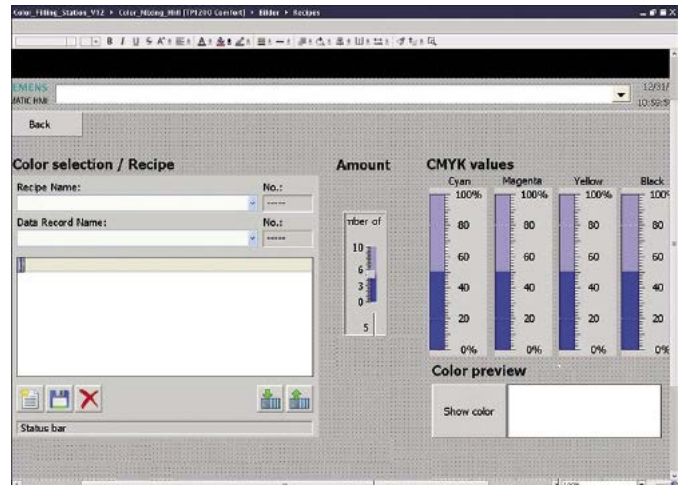 Color_Filling_Station_V12 ▸ Color_Mixing_HMI [TP1200 Comfort] ▸ Bilder ▸ Recipes
EMENS
MATIC HMI
12/31/
10:59:5
Back
Color selection / Recipe
Amount
CMYK values
Recipe Name:
No.:
Data Record Name:
No.:
mber of
10
6
3
0
5
Cyan
Magenta
Yellow
Black
100%
100%
100%
100%
80
80
80
80
60
60
60
60
40
40
40
40
20
20
20
20
0%
0%
0%
0%
Color preview
Show color
Status bar
100%